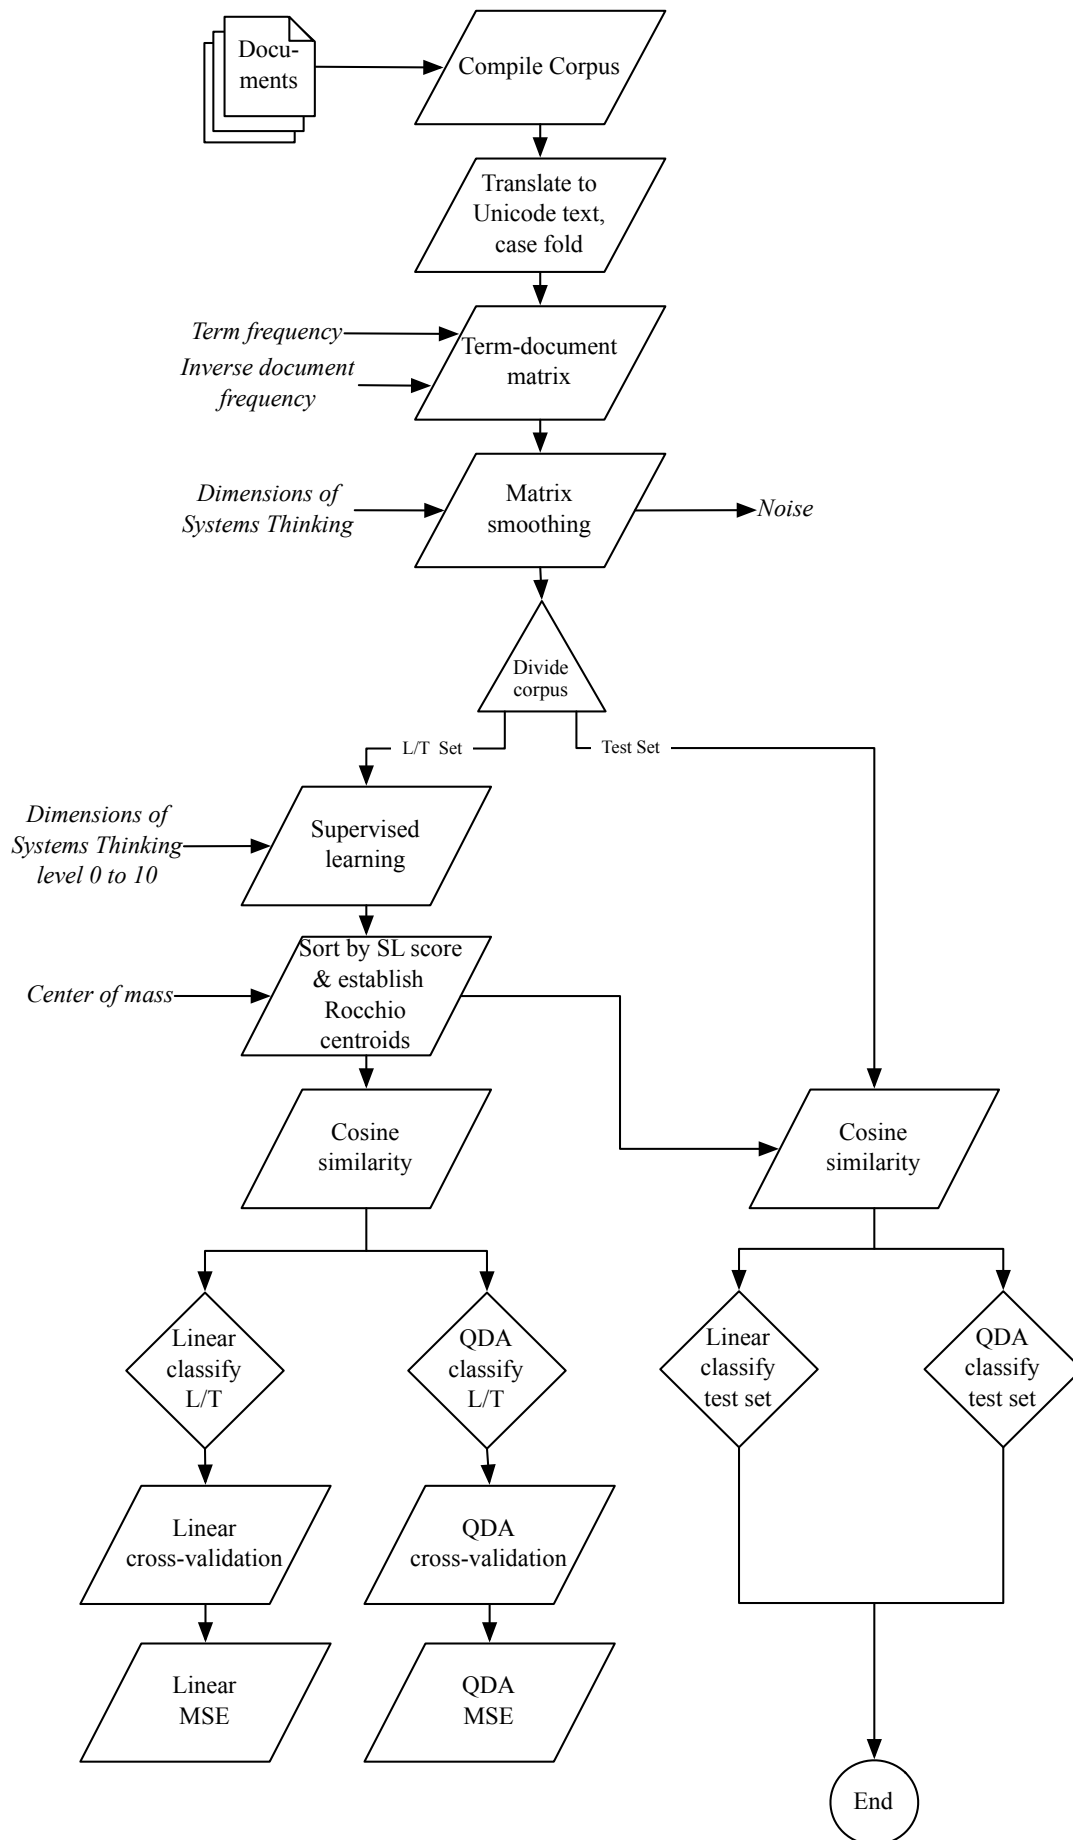 Docu-
ments
Compile Corpus
Translate to
Unicode text,
case fold
Term frequency
Inverse document
frequency
Term-document
matrix
Dimensions of
Systems Thinking
Matrix
smoothing
Noise
Divide
corpus
L/T Set
Test Set
Dimensions of
Systems Thinking
level 0 to 10
Supervised
learning
Center of mass
Sort by SL score
& establish
Rocchio
centroids
Cosine
similarity
Cosine
similarity
Linear
classify
L/T
QDA
classify
L/T
Linear
classify
test set
QDA
classify
test set
Linear
cross-validation
QDA
cross-validation
Linear
MSE
QDA
MSE
End